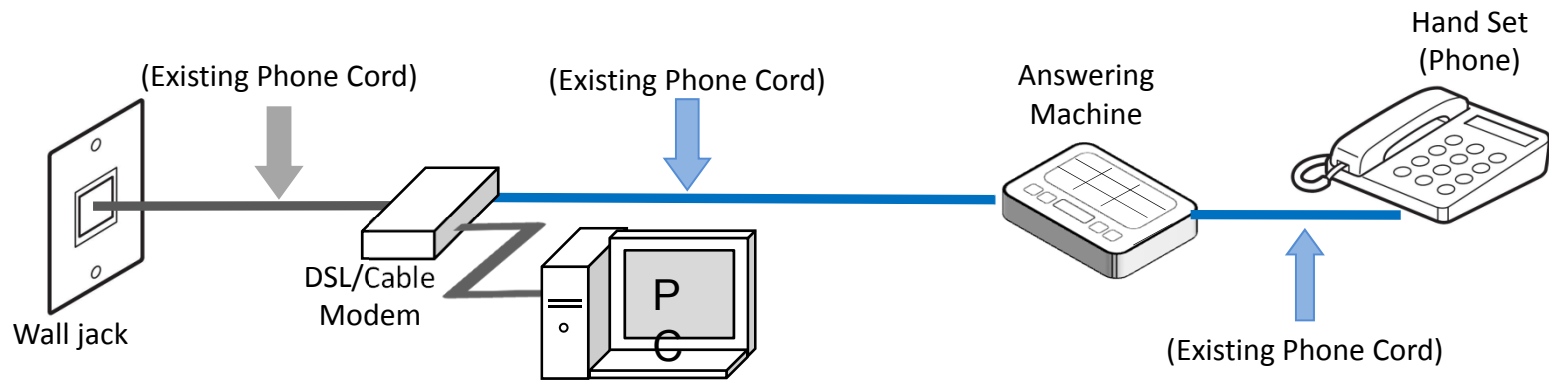 Hand Set
(Phone)
(Existing Phone Cord)
(Existing Phone Cord)
Answering
Machine
DSL/Cable
Modem
P
C
Wall jack
(Existing Phone Cord)